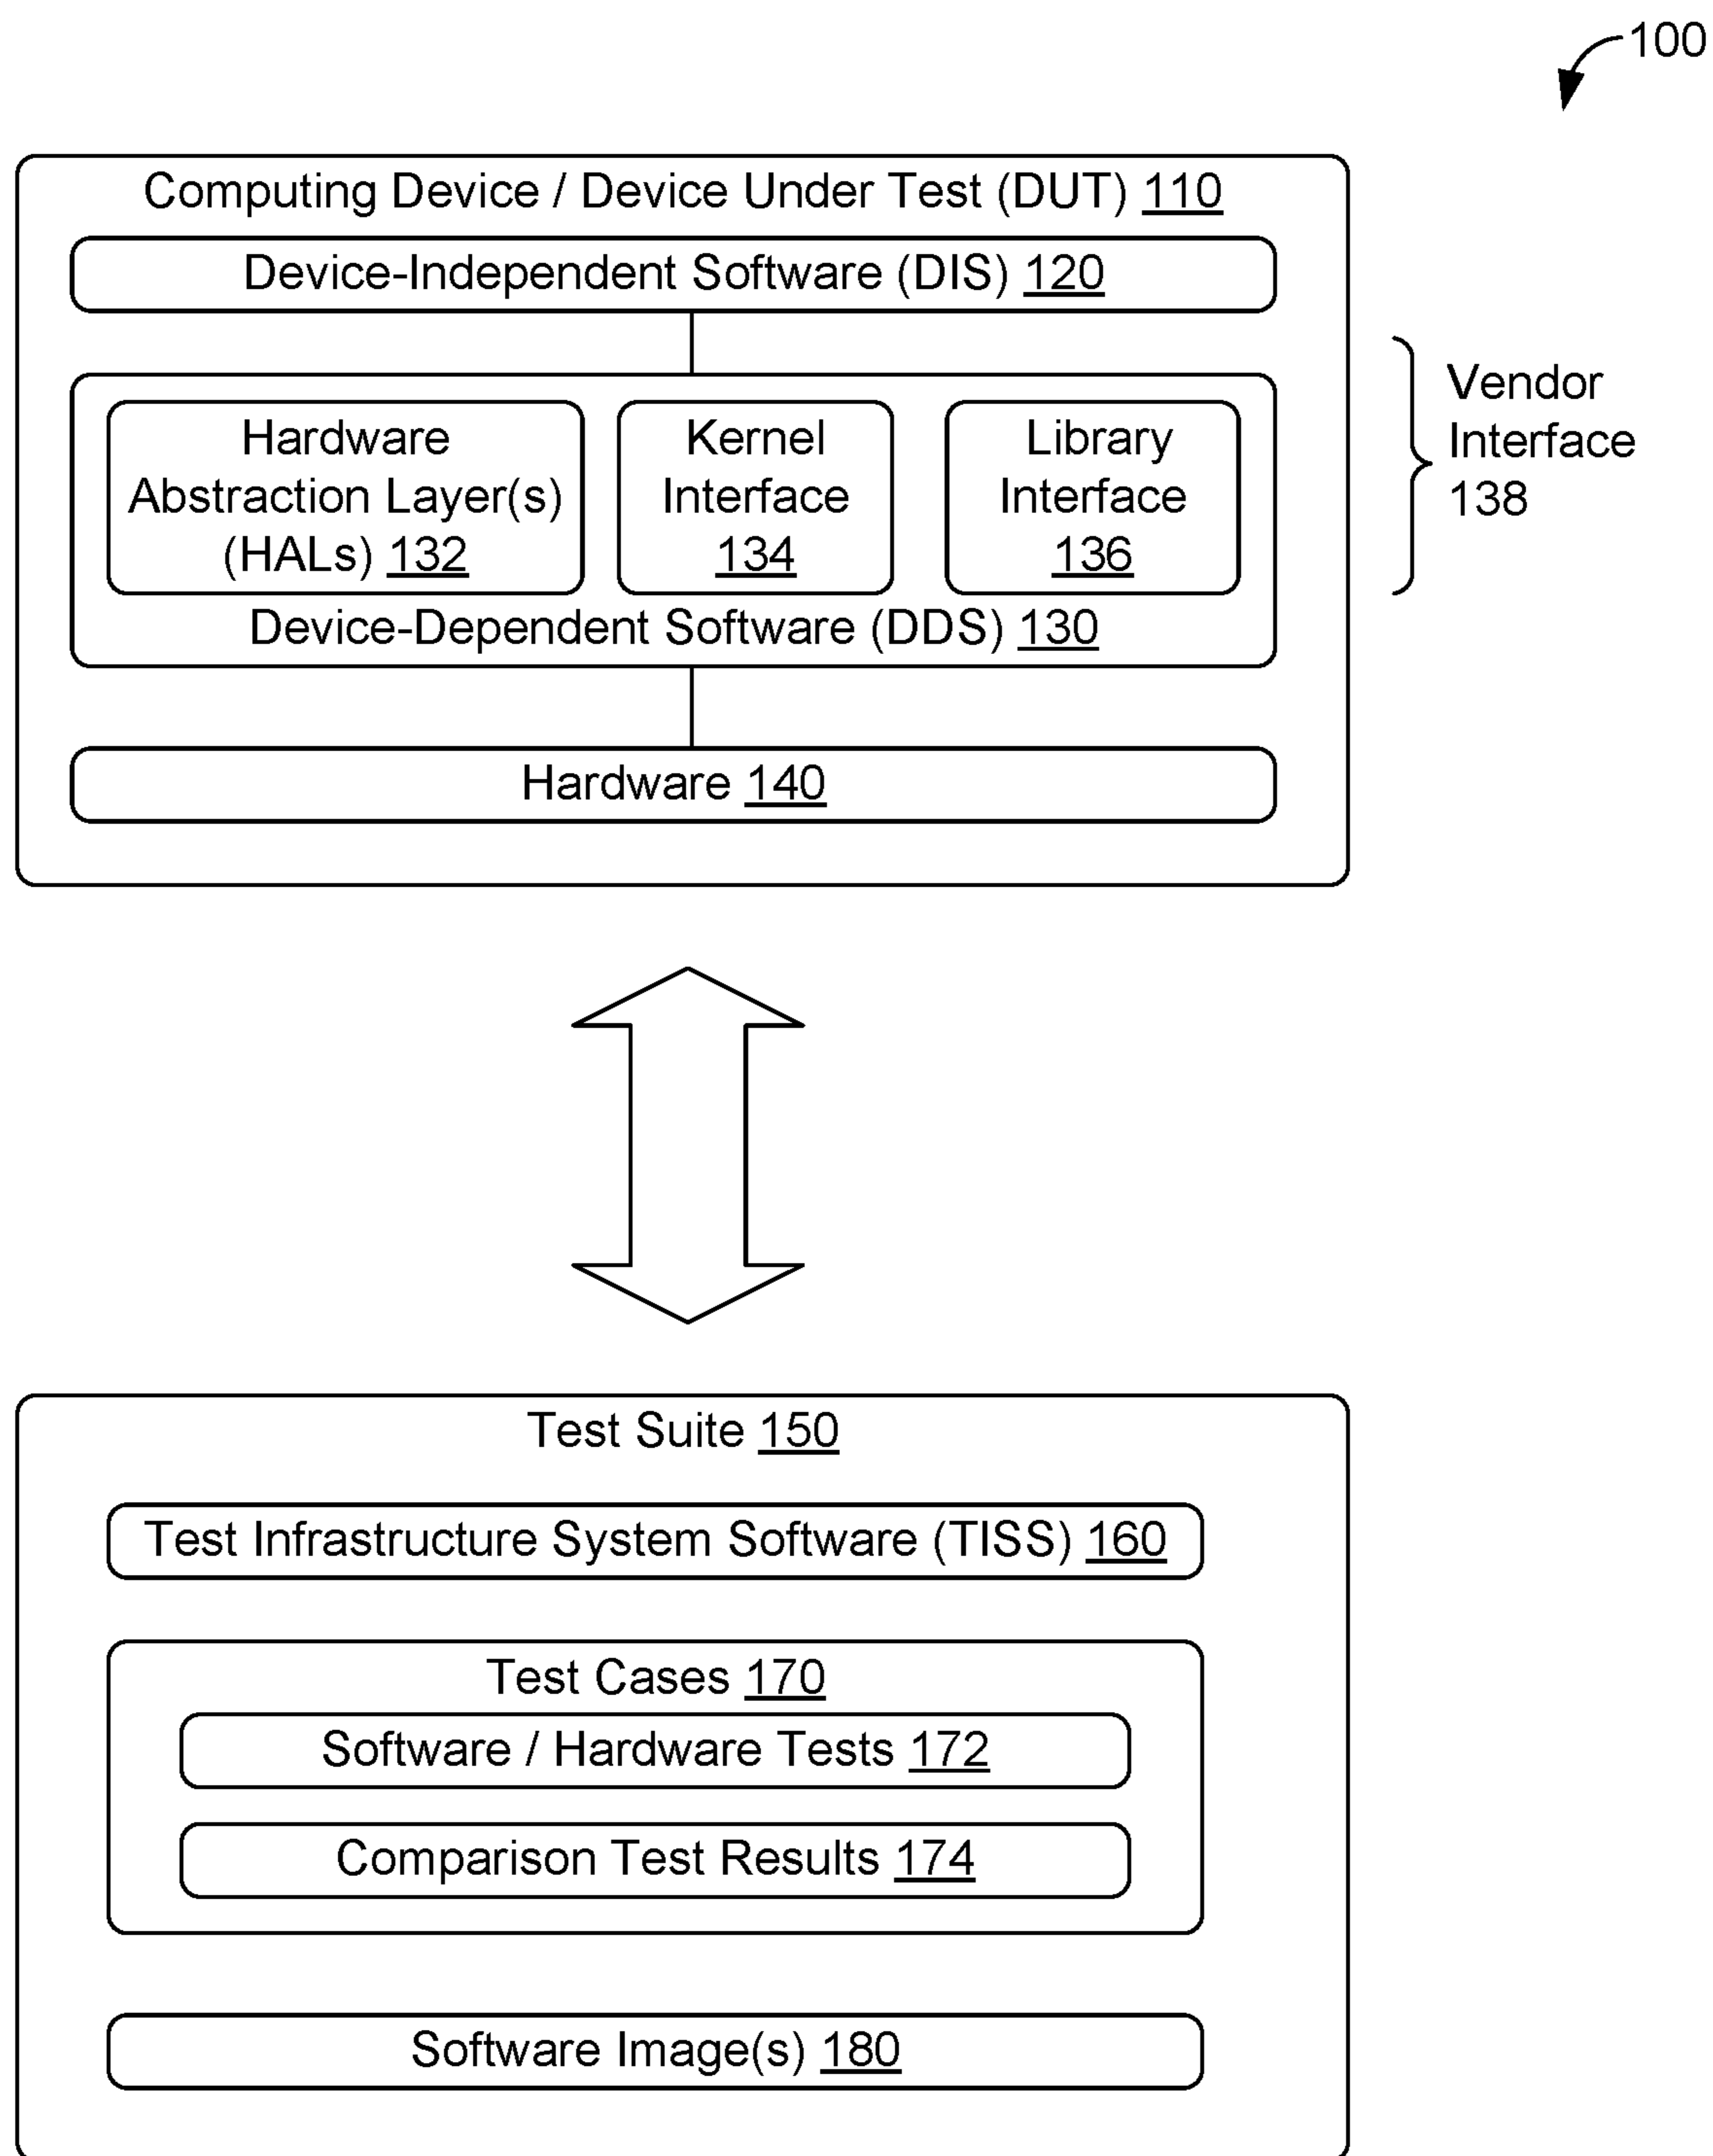 100
Computing Device / Device Under Test (DUT) 110
Device-Independent Software (DIS) 120
Hardware
Abstraction Layer(s)
(HALs) 132
Kernel
Interface
134
Library
Interface
136
Device-Dependent Software (DDS) 130
Vendor
Interface
138
Hardware 140
Test Suite 150
Test Infrastructure System Software (TISS) 160
Test Cases 170
Software / Hardware Tests 172
Comparison Test Results 174
Software Image(s) 180